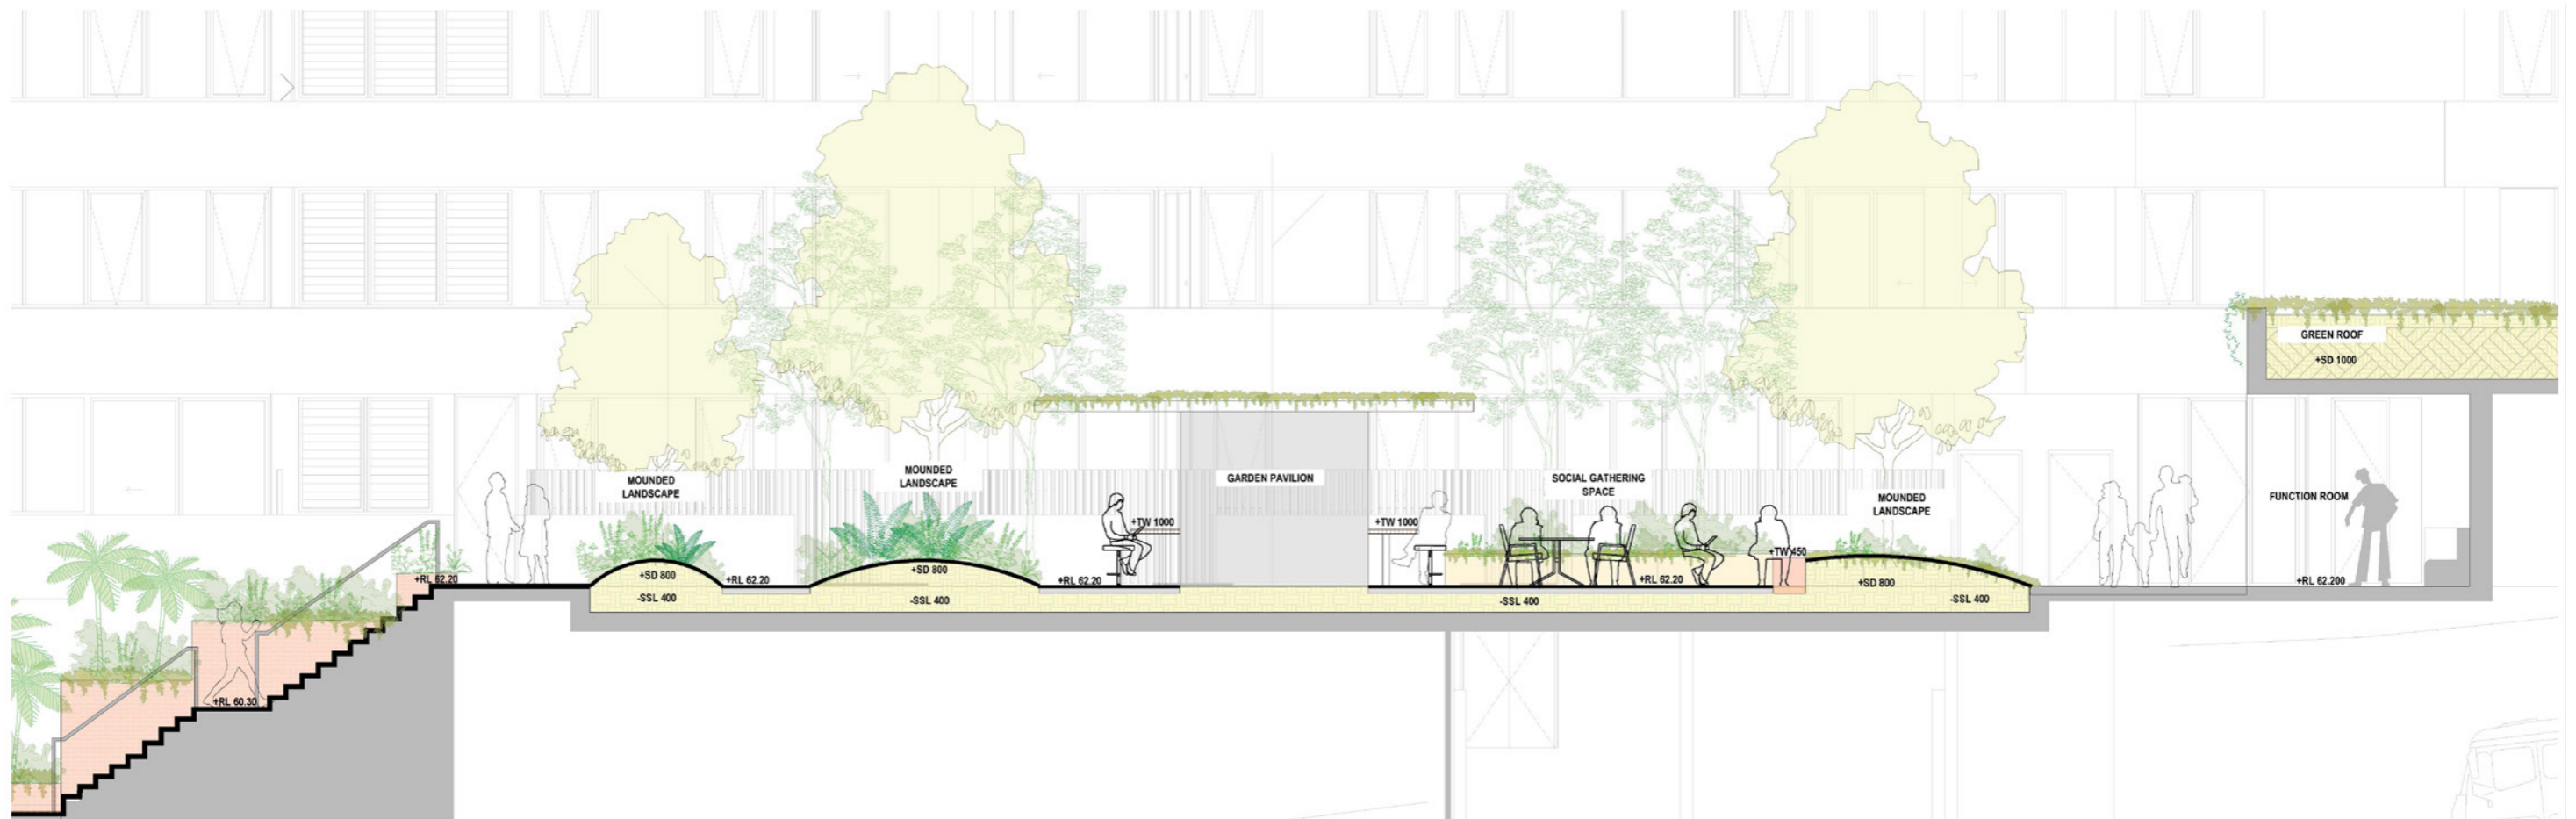 GREEN ROOF
+SD 1000
MOUNDED
LANDSCAPE
MOUNDED
LANDSCAPE
GARDEN PAVILION
SOCIAL GATHERING
SPACE
MOUNDED
LANDSCAPE
FUNCTION ROOM
+TW 1000
+TW 1000
+TW 450
+RL 62.20
+SD 800
+RL 62.20
+SD 800
+RL 62.20
+RL 62.20
+SD 800
+RL 62.200
-SSL 400
-SSL 400
-SSL 400
-SSL 400
+RL 60.30